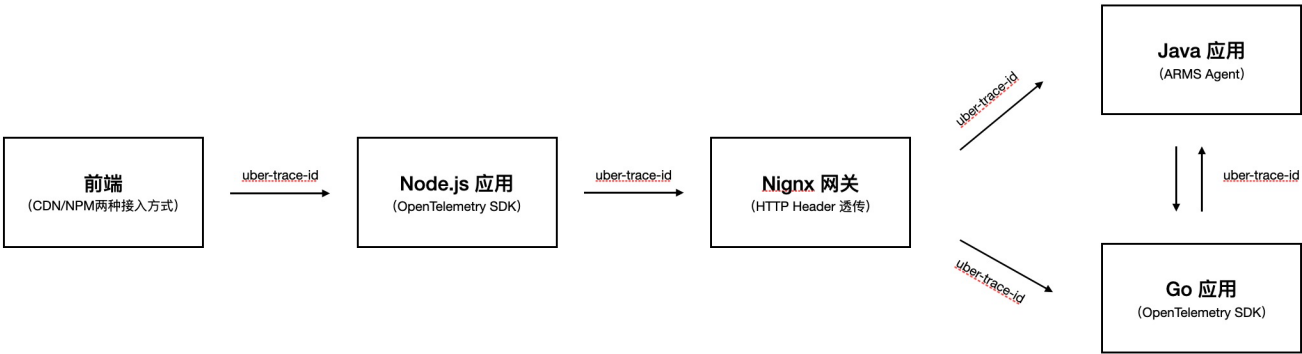 前端
（CDN/NPM两种接入方式）
uber-trace-id
Node.js 应用
（OpenTelemetry SDK）
uber-trace-id
Nignx 网关
（HTTP Header 透传）
uber-trace-id
Java 应用
（ARMS Agent）
uber-trace-id
uber-trace-id
Go 应用
（OpenTelemetry SDK）